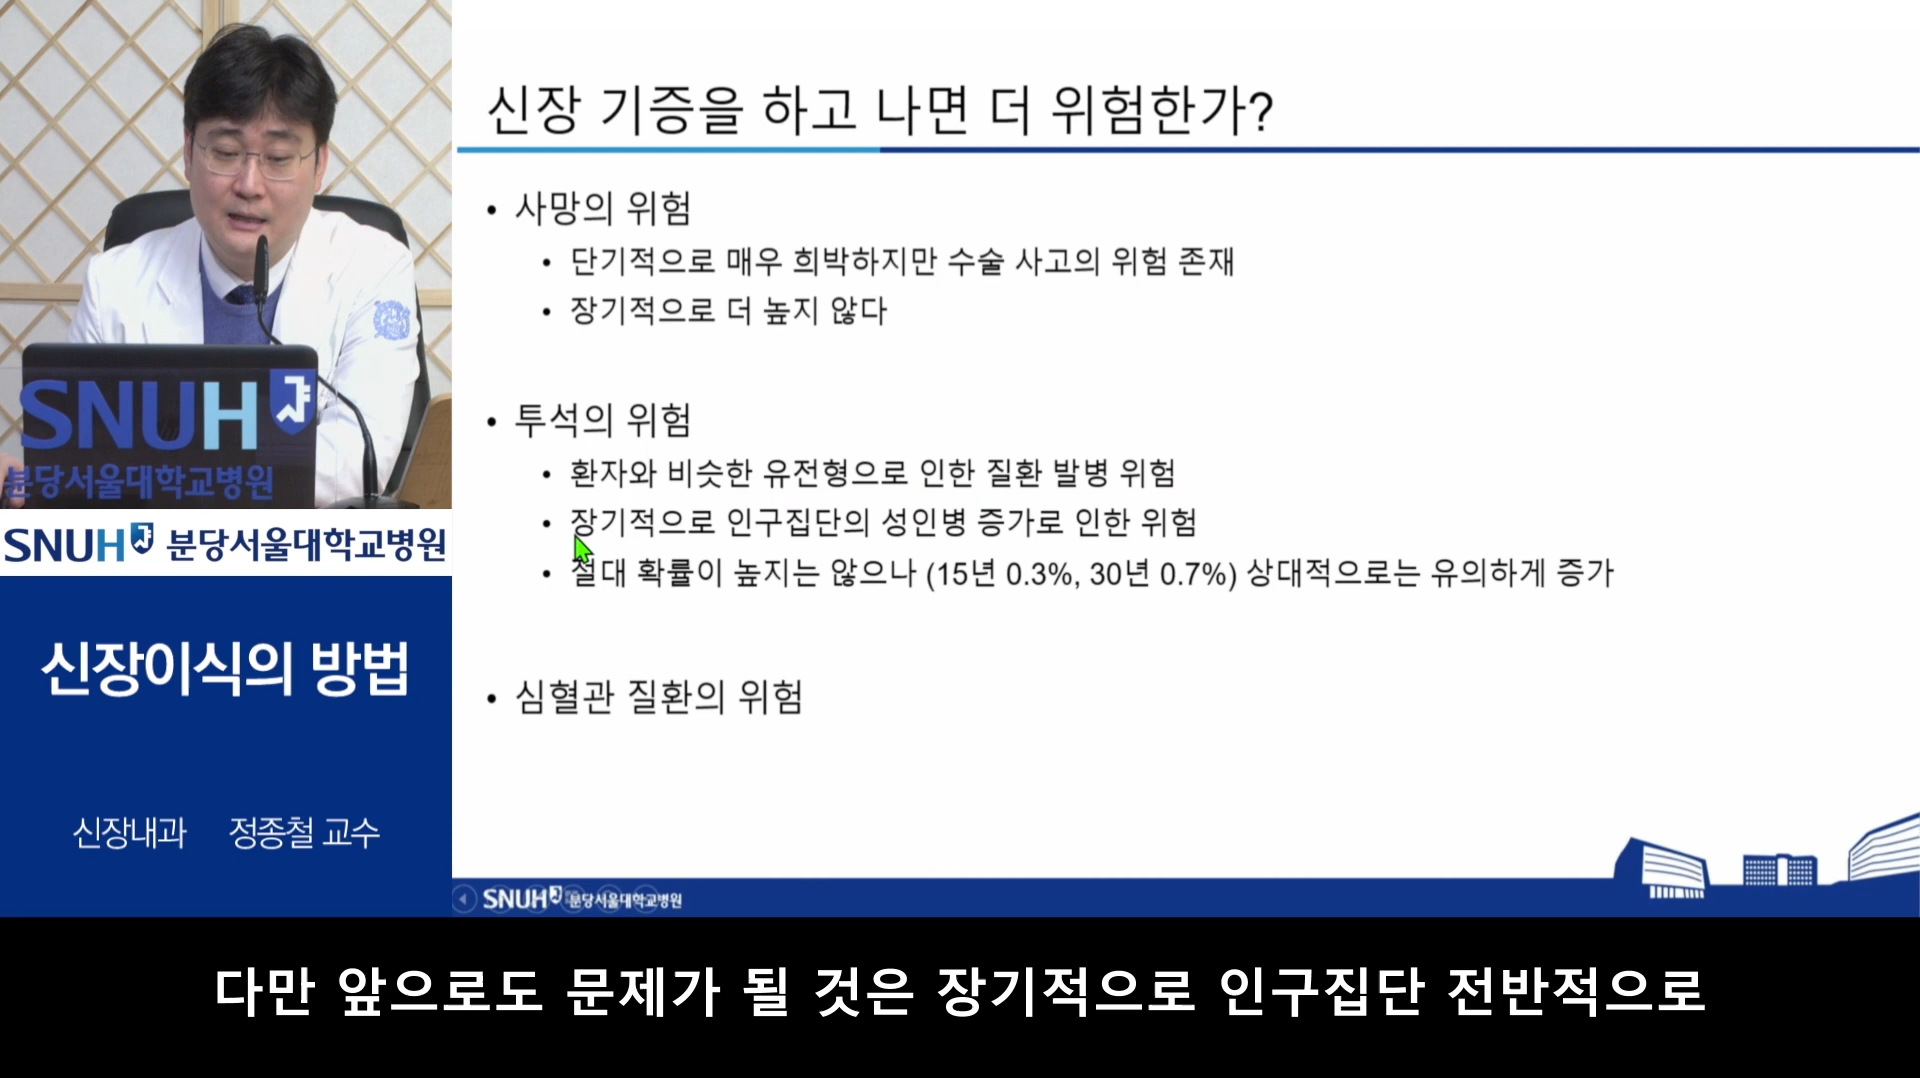 신장 기증을 하고 나면 더 위험한가?
• 사망의 위험
• 단기적으로 매우 희박하지만 수술 사고의 위험 존재
• 장기적으로 더 높지 않다
• 투석의 위험
• 환자와 비슷한 유전형으로 인한 질환 발병 위험
• 장기적으로 인구집단의 성인병 증가로 인한 위험
• 절대 확률이 높지는 않으나 (15년 0.3%, 30년 0.7%) 상대적으로는 유의하게 증가
• 심혈관 질환의 위험
SNUH
분당서울대학교병원
SNUH 분당서울대학교병원
신장이식의 방법
신장내과 정종철 교수
SNUH 분당서울대학교병원
다만 앞으로도 문제가 될 것은 장기적으로 인구집단 전반적으로